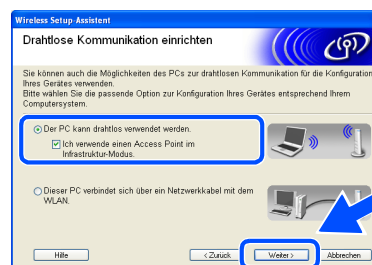 Wireless Setup-Assistent
Drahtlose Kommunikation einrichten
Sie können auch die Möglichkeiten des PCs zur drahtlosen Kommunikation für die Konfiguration
Ihres Gerätes verwenden.
Bitte wählen Sie die passende Option zur Konfiguration Ihres Gerätes entsprechend Ihrem
Computersystem.
Der PC kann drahtlos verwendet werden.
Ich verwende einen Access Point im
Infrastruktur-Modus.
Dieser PC verbindet sich über ein Netzwerkkabel mit dem
WLAN.
Hilfe
< Zurück
Weiter >
Abbrechen